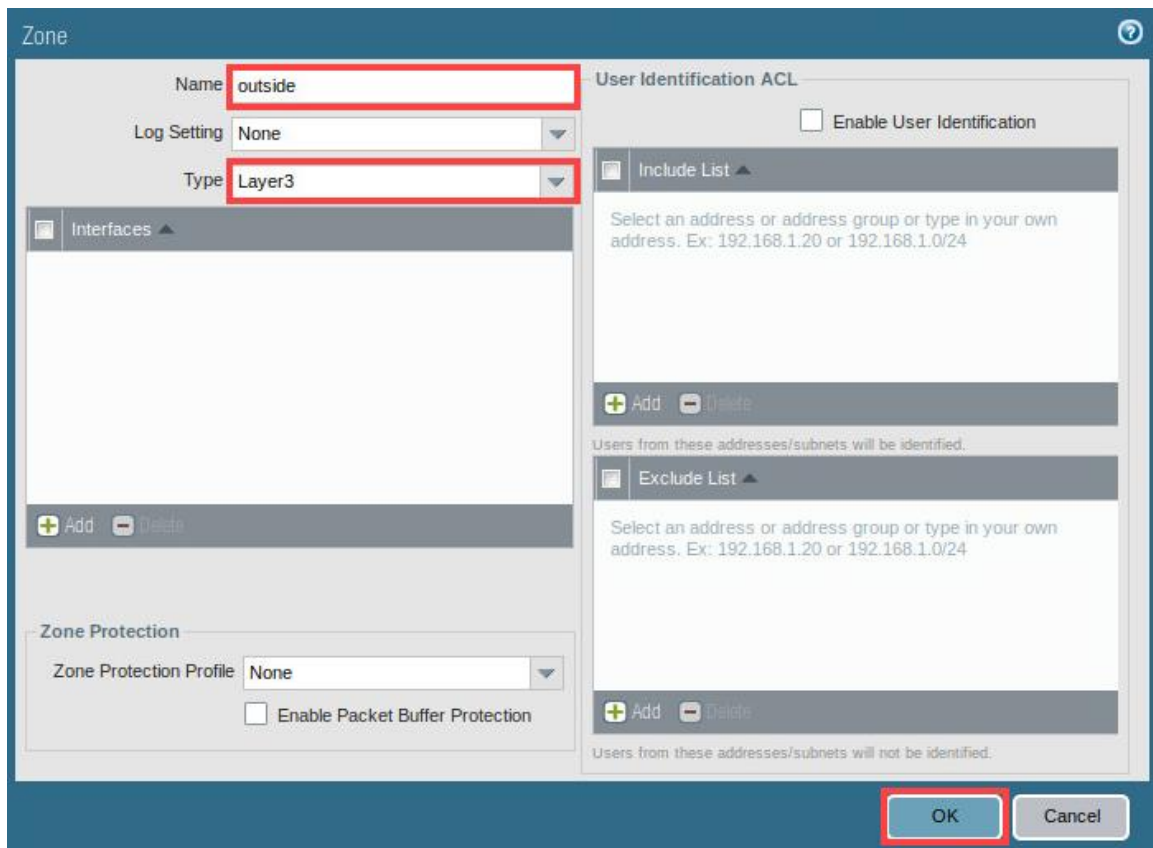 Zone
Name outside
Log Setting None
Type Layer3
Interfaces
Add Delete
Zone Protection
Zone Protection Profile None
Enable Packet Buffer Protection
User Identification ACL
Enable User Identification
Include List
Select an address or address group or type in your own
address. Ex: 192.168.1.20 or 192.168.1.0/24
Add Delete
Users from these addresses/subnets will be identified.
Exclude List
Select an address or address group or type in your own
address. Ex: 192.168.1.20 or 192.168.1.0/24
Add Delete
Users from these addresses/subnets will not be identified.
OK Cancel